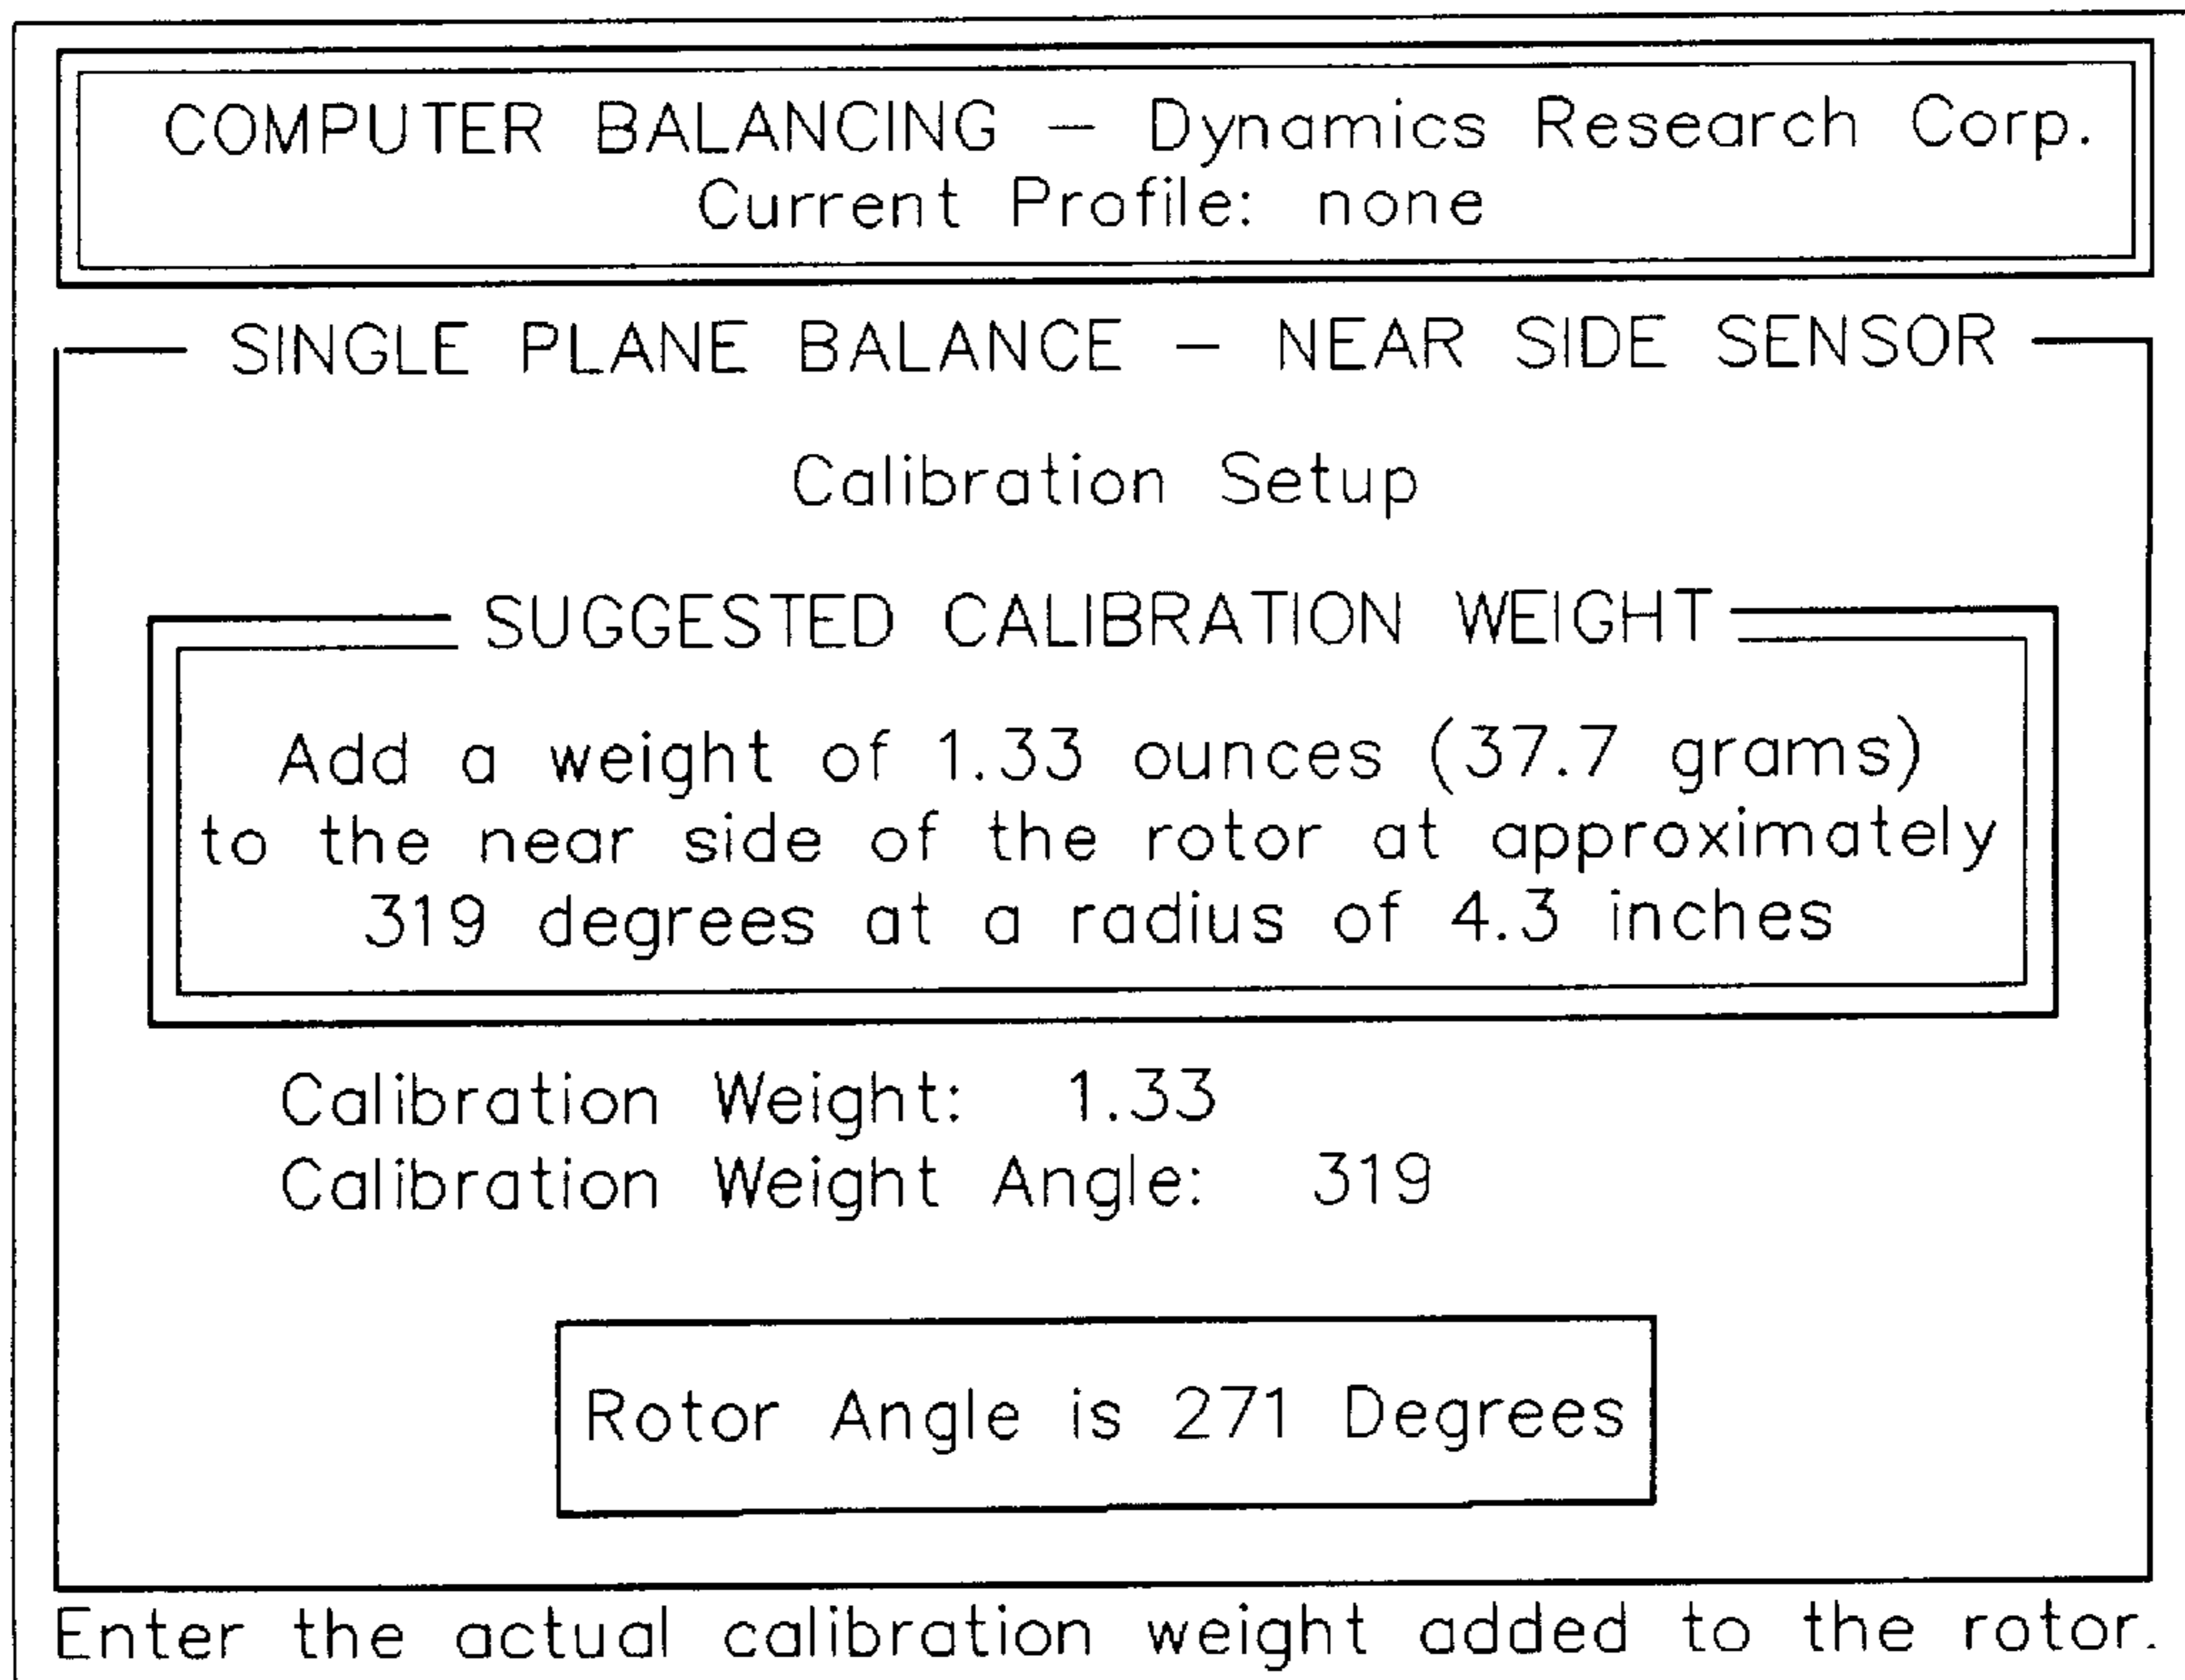 COMPUTER BALANCING – Dynamics Research Corp.
Current Profile: none
SINGLE PLANE BALANCE – NEAR SIDE SENSOR
Calibration Setup
SUGGESTED CALIBRATION WEIGHT
Add a weight of 1.33 ounces (37.7 grams)
to the near side of the rotor at approximately
319 degrees at a radius of 4.3 inches
Calibration Weight: 1.33
Calibration Weight Angle: 319
Rotor Angle is 271 Degrees
Enter the actual calibration weight added to the rotor.